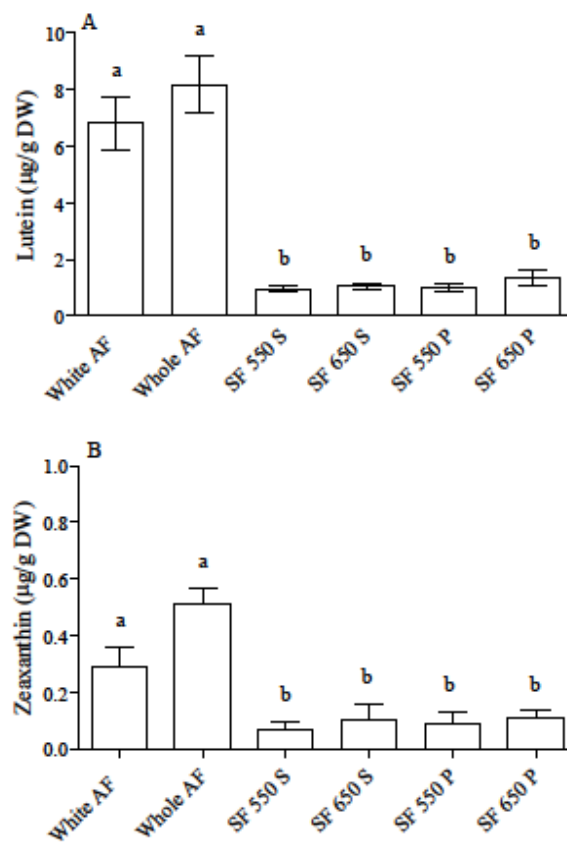 A
Lutein (µg/g DW)
10
8
6
4
2
0
a
a
b
b
b
b
White AF
Whole AF
SF 550 S
SF 650 S
SF 550 P
SF 650 P
B
Zeaxanthin (µg/g DW)
1.0
0.8
0.6
0.4
0.2
0.0
a
a
b
b
b
b
White AF
Whole AF
SF 550 S
SF 650 S
SF 550 P
SF 650 P